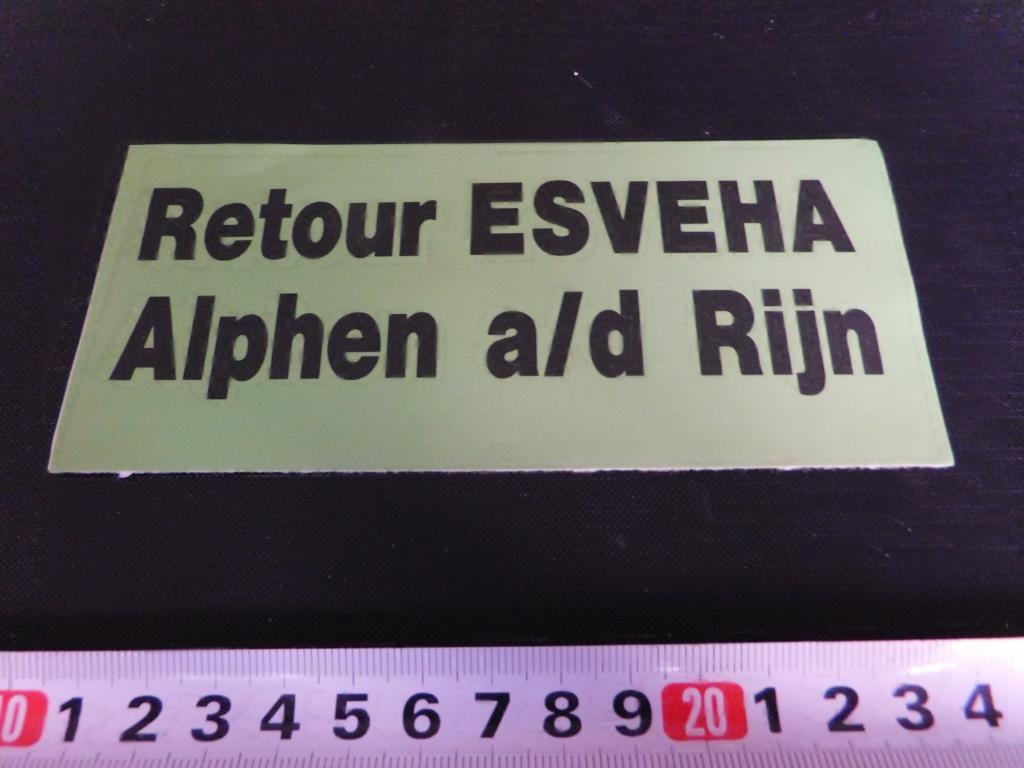 Retour ESVEHA
Alphen a/d Rijn
10 1 2 3 4 5 6 7 8 9 20 1 2 3 4